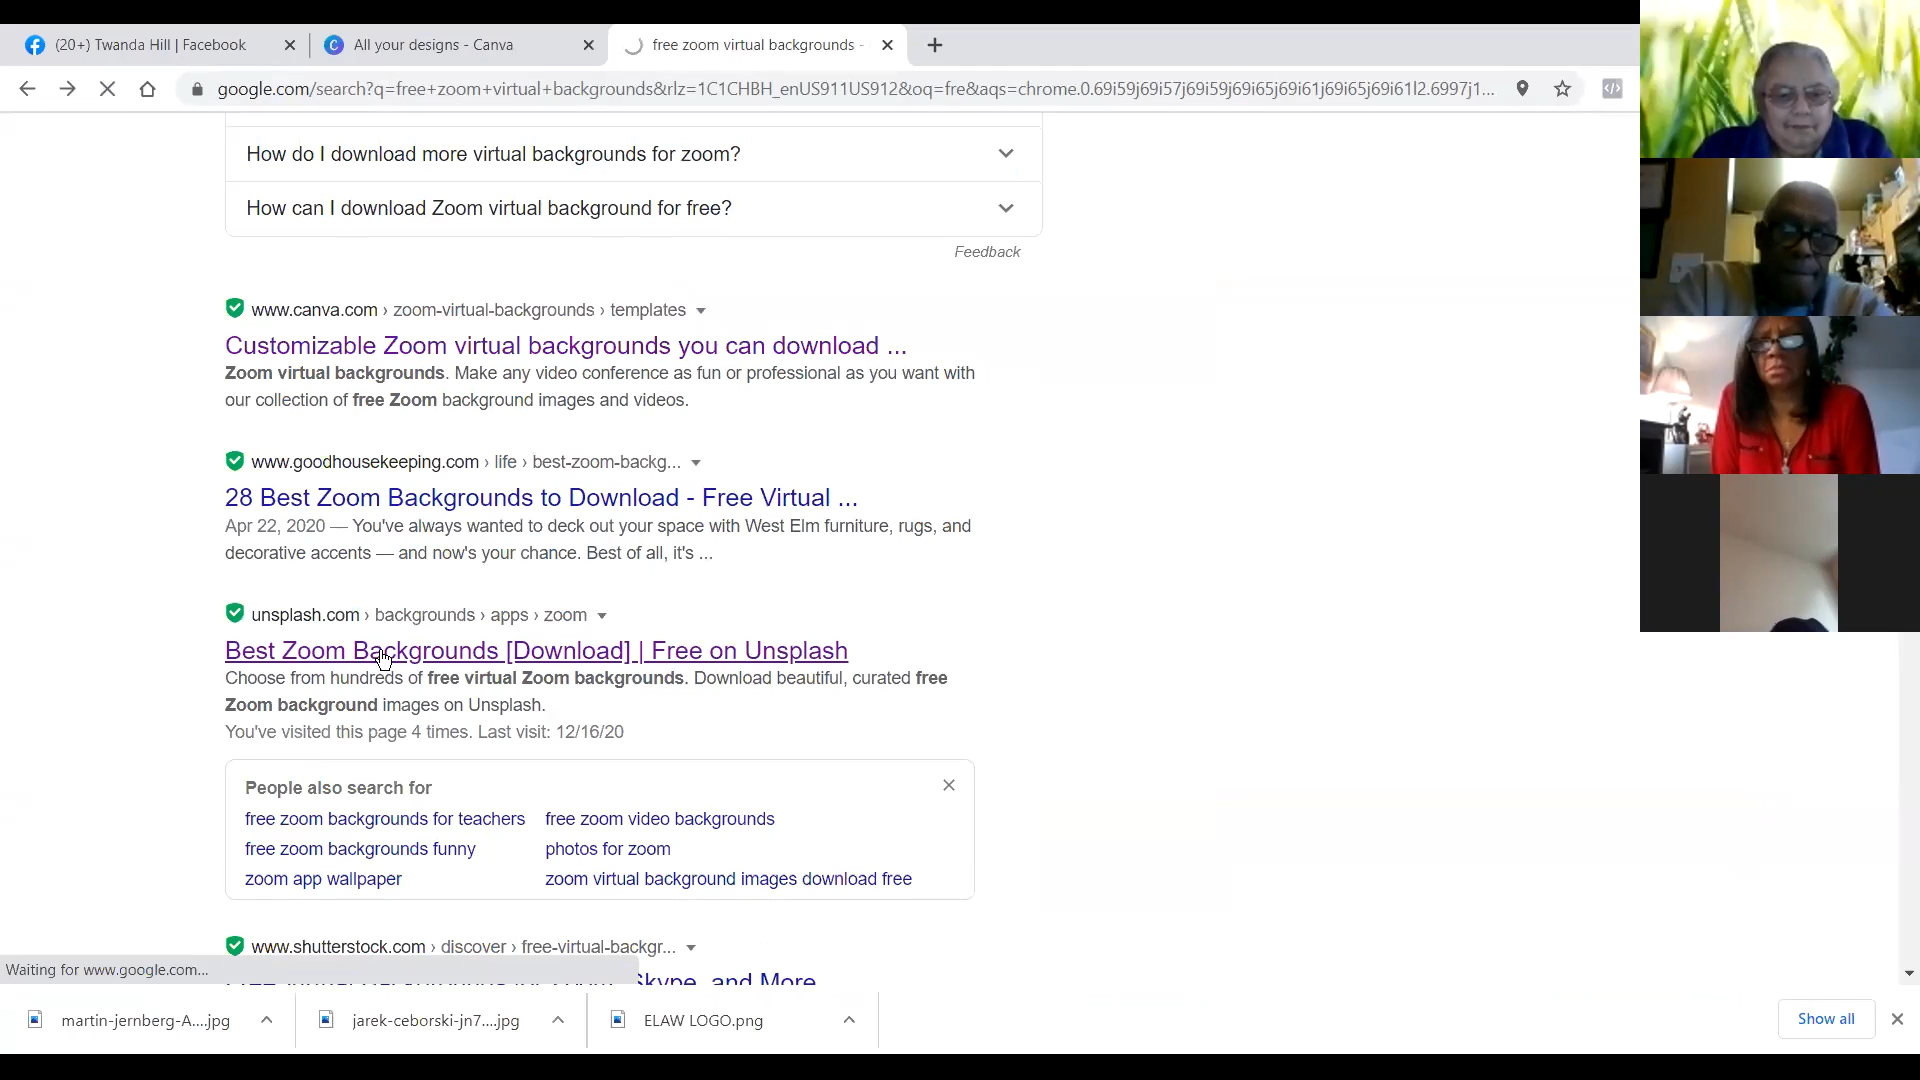 (20+) Twanda Hill | Facebook
All your designs - Canva
free zoom virtual backgrounds -
google.com/search?q=free+zoom+virtual+backgrounds&rlz=1C1CHBH_enUS911US912&oq=fre&aqs=chrome.0.69i59j69i57j69i59j69i65j69i61j69i65j69i61l2.6997j1...
How do I download more virtual backgrounds for zoom?
How can I download Zoom virtual background for free?
Feedback
www.canva.com › zoom-virtual-backgrounds › templates
Customizable Zoom virtual backgrounds you can download ...
Zoom virtual backgrounds. Make any video conference as fun or professional as you want with
our collection of free Zoom background images and videos.
www.goodhousekeeping.com › life › best-zoom-backg...
28 Best Zoom Backgrounds to Download - Free Virtual ...
Apr 22, 2020 — You've always wanted to deck out your space with West Elm furniture, rugs, and
decorative accents — and now's your chance. Best of all, it's ...
unsplash.com › backgrounds › apps › zoom
Best Zoom Backgrounds [Download] | Free on Unsplash
Choose from hundreds of free virtual Zoom backgrounds. Download beautiful, curated free
Zoom background images on Unsplash.
You've visited this page 4 times. Last visit: 12/16/20
People also search for
free zoom backgrounds for teachers
free zoom video backgrounds
free zoom backgrounds funny
photos for zoom
zoom app wallpaper
zoom virtual background images download free
www.shutterstock.com › discover › free-virtual-backgr...
Skype, and More
Waiting for www.google.com...
martin-jernberg-A....jpg
jarek-ceborski-jn7....jpg
ELAW LOGO.png
Show all